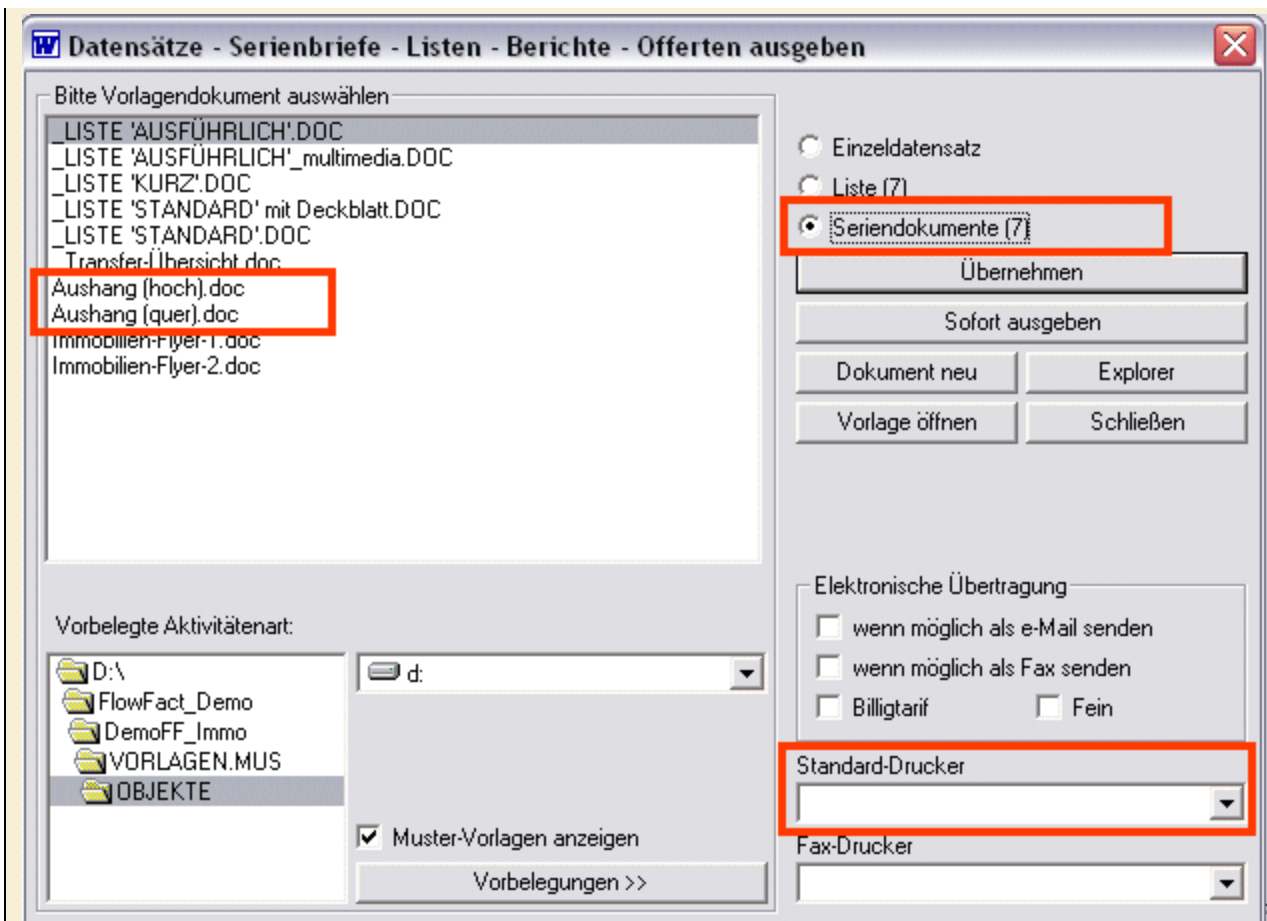 Datensätze - Serienbriefe - Listen - Berichte - Offerten ausgeben
Bitte Vorlagendokument auswählen
_LISTE 'AUSFÜHRLICH'.DOC
_LISTE 'AUSFÜHRLICH'_multimedia.DOC
_LISTE 'KURZ'.DOC
_LISTE 'STANDARD' mit Deckblatt.DOC
_LISTE 'STANDARD'.DOC
_Transfer-Übersicht.doc
Aushang (hoch).doc
Aushang (quer).doc
Immobilien-Flyer-1.doc
Immobilien-Flyer-2.doc
Einzeldatensatz
Liste (7)
Seriendokumente (7)
Übernehmen
Sofort ausgeben
Dokument neu
Explorer
Vorlage öffnen
Schließen
Vorbelegte Aktivitätenart:
D:\
FlowFact_Demo
DemoFF_Immo
VORLAGEN.MUS
OBJEKTE
d:
Muster-Vorlagen anzeigen
Vorbelegungen >>
Elektronische Übertragung
wenn möglich als e-Mail senden
wenn möglich als Fax senden
Billigtarif
Fein
Standard-Drucker
Fax-Drucker